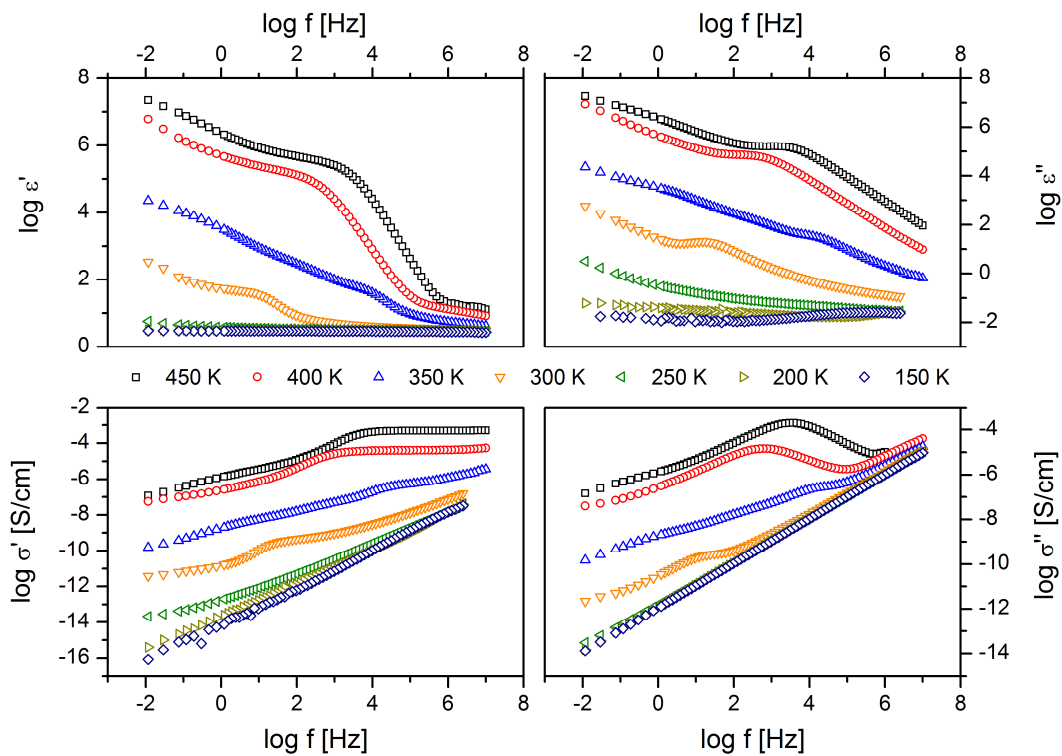 log f [Hz] log f [Hz]
-2 0 2 4 6 8 -2 0 2 4 6 8
8 8
6 6
4 4
2 2
0 0
-2
log ε' log ε''
450 K 400 K 350 K 300 K 250 K 200 K 150 K
-2
-4 -4
-6 -6
-8 -8
-10 -10
-12 -12
-14 -14
-16
log σ' [S/cm] log σ'' [S/cm]
-2 0 2 4 6 8 -2 0 2 4 6 8
log f [Hz] log f [Hz]